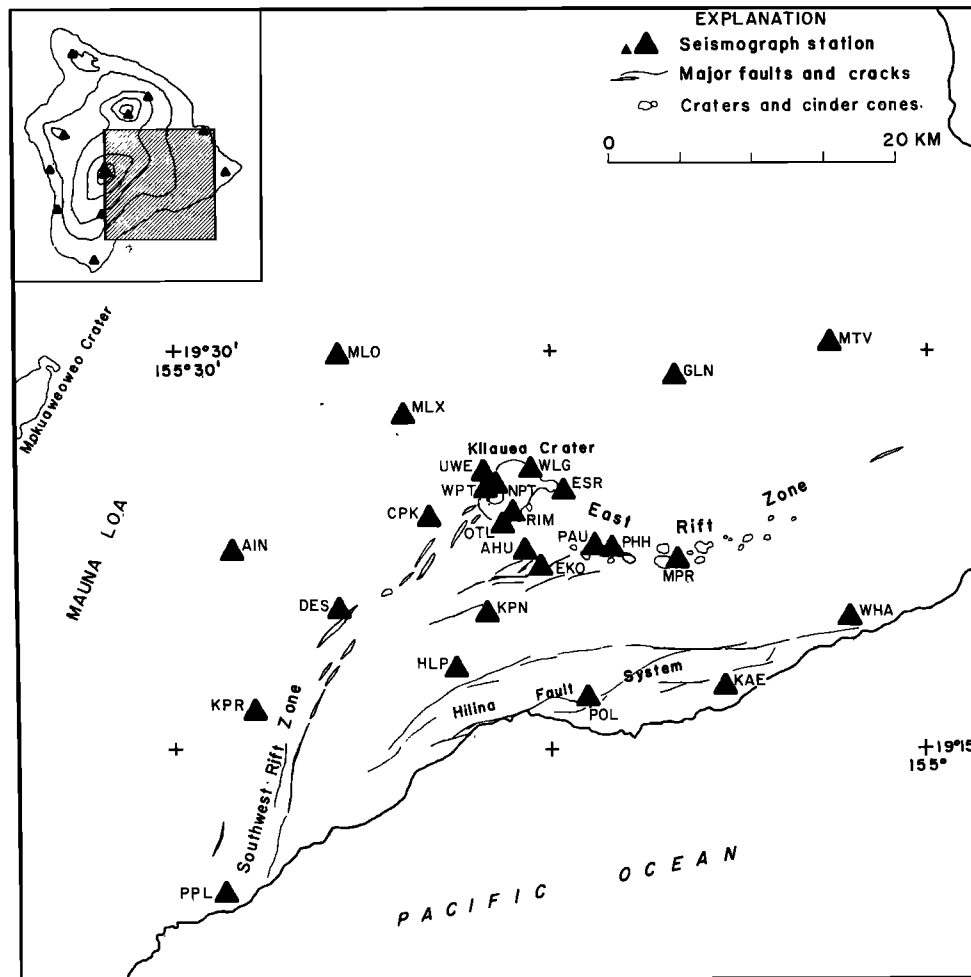 EXPLANATION
Seismograph station
Major faults and cracks
Craters and cinder cones.
0 20 KM
Mokuaweoweo Crater
MAUNA LOA
19°30'
155°30'
MLO
MTV
GLN
MLX
Kilauea Crater
UWE
WLG
WPT
NPT
ESR
CPK
RIM
OTL
East Rift Zone
AHU
PAU
PHH
EKO
MPR
AIN
DES
KPN
WHA
HLP
KAE
Hilina Fault System
POL
KPR
Southwest Rift Zone
19°15
155°
PPL
PACIFIC OCEAN